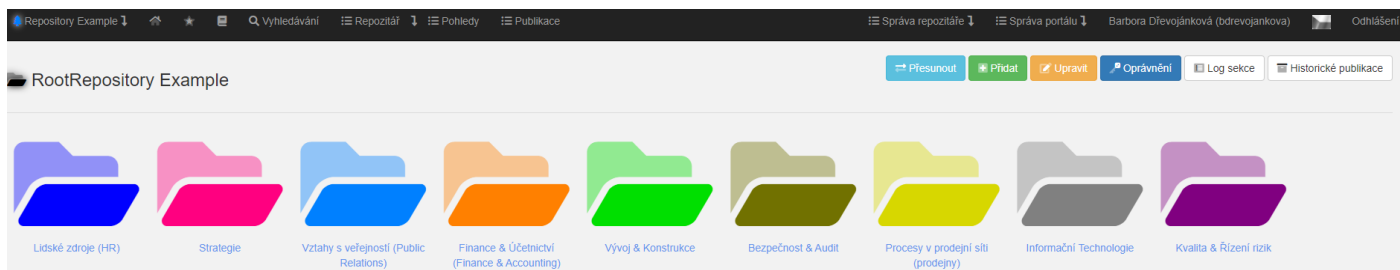 Repository Example Vyhledávání Repozitář Pohledy Publikace Správa repozitáře Správa portálu Barbora Dřevojánková (bdrevojankova) Odhlášení
RootRepository Example
Přesunout Přidat Upravit Oprávnění Log sekce Historické publikace
Lidské zdroje (HR)
Strategie
Vztahy s veřejností (Public
Relations)
Finance & Účetnictví
(Finance & Accounting)
Vývoj & Konstrukce
Bezpečnost & Audit
Procesy v prodejní síti
(prodejny)
Informační Technologie
Kvalita & Řízení rizik